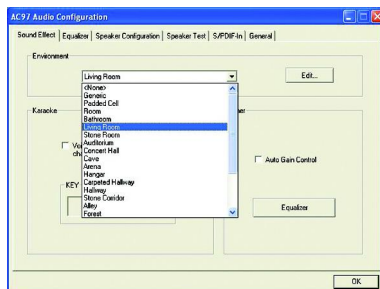 AC97 Audio Configuration
Sound Effect | Equalizer | Speaker Configuration | Speaker Test | S/PDIF-In | General
Environment
Living Room
Edit...
<None>
Generic
Padded Cell
Room
Bathroom
Living Room
Stone Room
Auditorium
Concert Hall
Cave
Arena
Hangar
Carpeted Hallway
Hallway
Stone Corridor
Alley
Forest
Karaoke
KEY
Auto Gain Control
Equalizer
OK